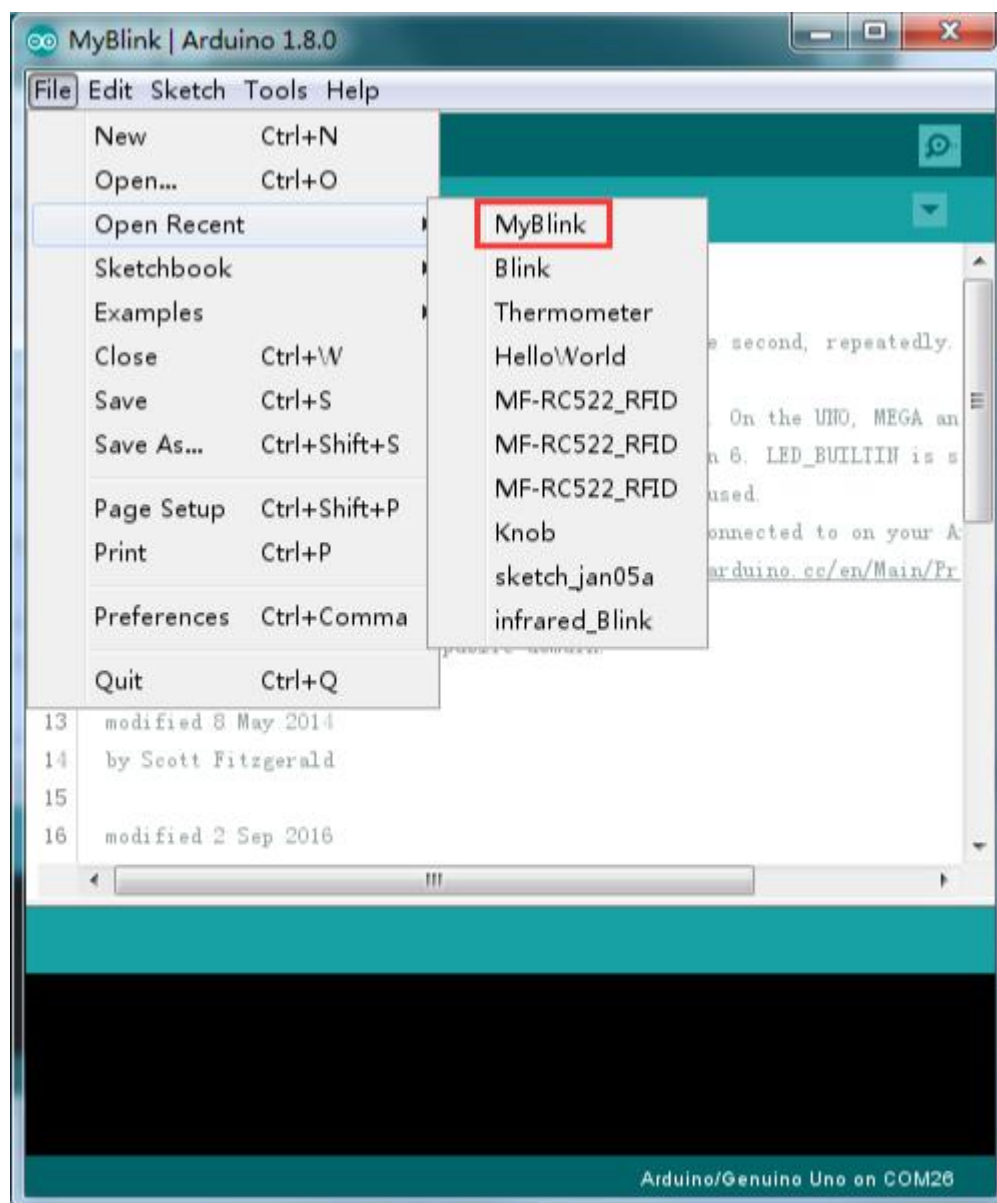 MyBlink | Arduino 1.8.0
File Edit Sketch Tools Help
New Ctrl+N
Open... Ctrl+O
Open Recent
Sketchbook
Examples
Close Ctrl+W
Save Ctrl+S
Save As... Ctrl+Shift+S
Page Setup Ctrl+Shift+P
Print Ctrl+P
Preferences Ctrl+Comma
Quit Ctrl+Q
MyBlink
Blink
Thermometer
HelloWorld
MF-RC522_RFID
MF-RC522_RFID
MF-RC522_RFID
Knob
sketch_jan05a
infrared_Blink
e second, repeatedly.
. On the UNO, MEGA an
n 6. LED_BUILTIN is s
used.
onnected to on your A
arduino.cc/en/Main/Pr
public domain.
13 modified 8 May 2014
14 by Scott Fitzgerald
15
16 modified 2 Sep 2016
Arduino/Genuino Uno on COM26